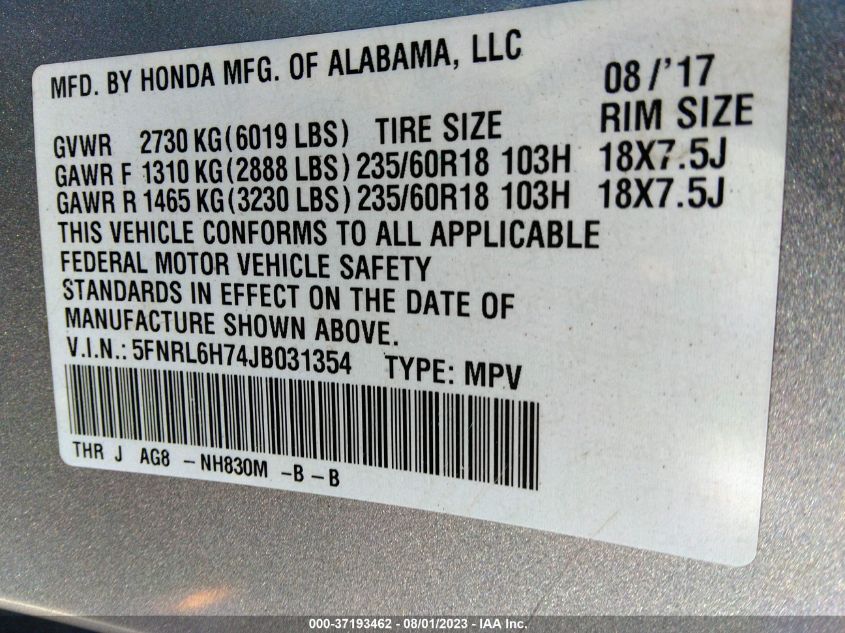 MFD. BY HONDA MFG. OF ALABAMA, LLC 08/'17
GVWR 2730 KG(6019 LBS) TIRE SIZE RIM SIZE
GAWR F 1310 KG(2888 LBS) 235/60R18 103H 18X7.5J
GAWR R 1465 KG(3230 LBS) 235/60R18 103H 18X7.5J
THIS VEHICLE CONFORMS TO ALL APPLICABLE
FEDERAL MOTOR VEHICLE SAFETY
STANDARDS IN EFFECT ON THE DATE OF
MANUFACTURE SHOWN ABOVE.
V.I.N.: 5FNRL6H74JB031354 TYPE: MPV
THR J AG8 - NH830M -B - B
000-37193462 - 08/01/2023 - IAA Inc.